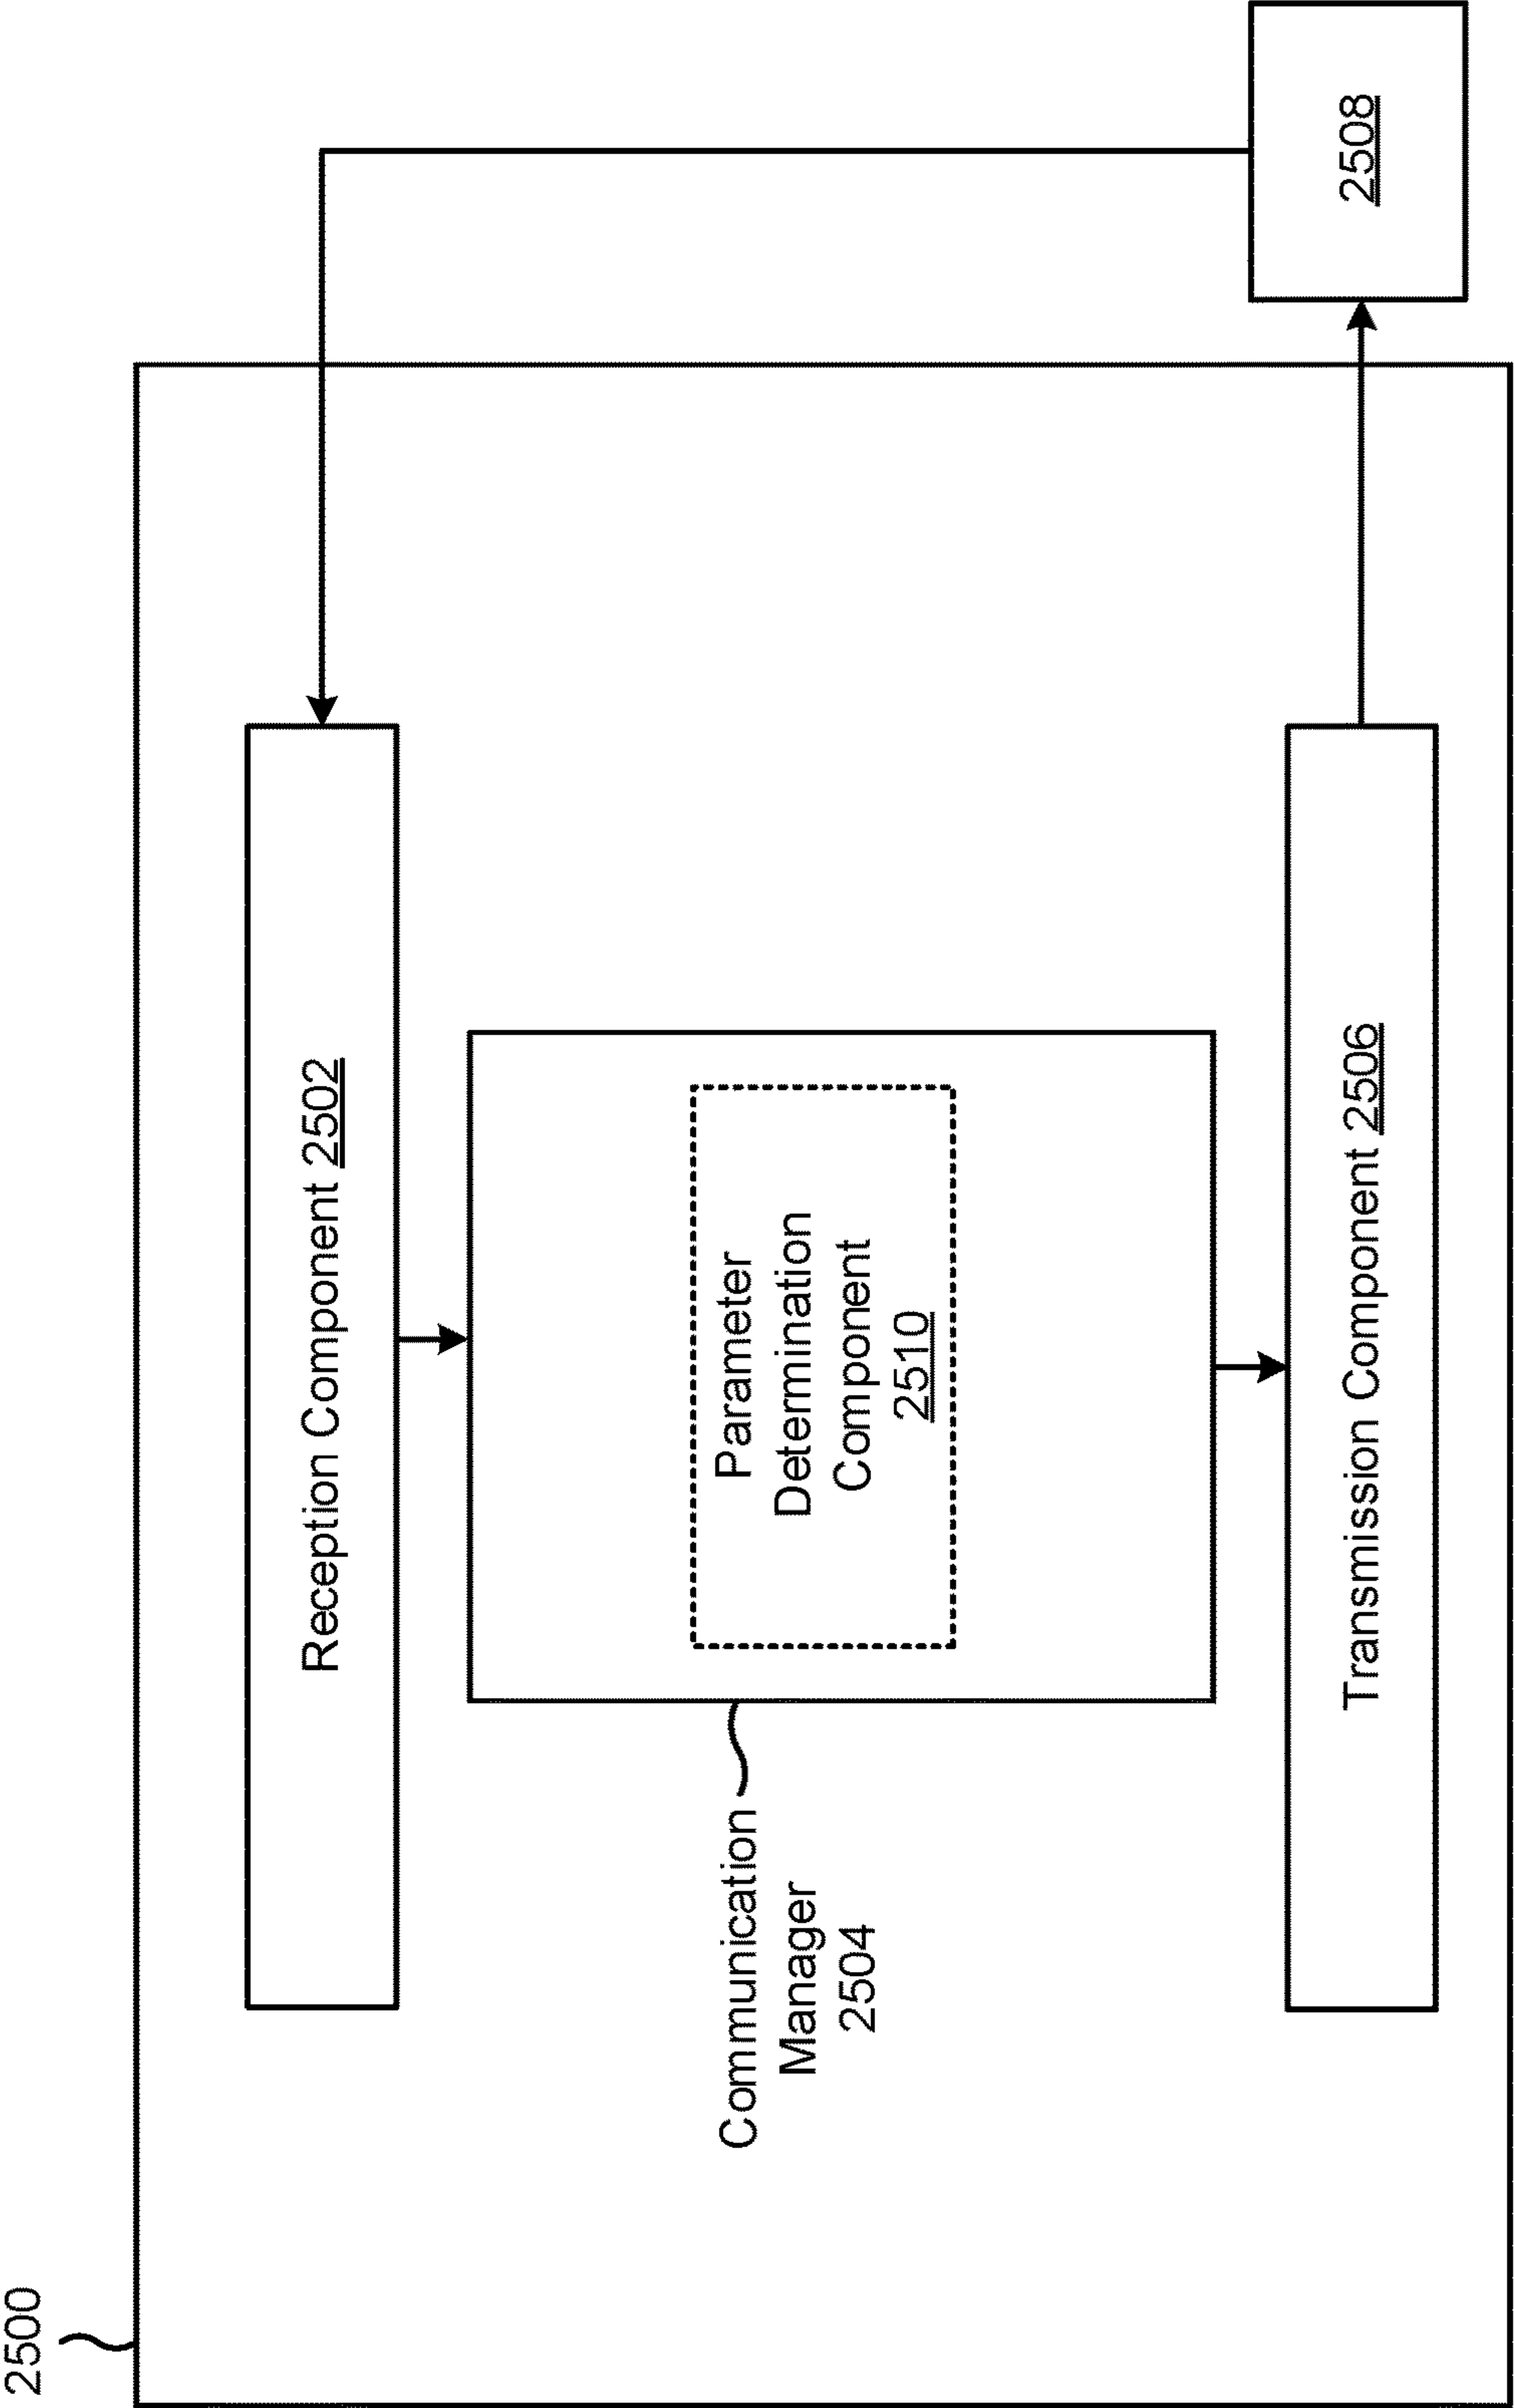 2500
Reception Component 2502
Parameter
Determination
Component
2510
Communication
Manager
2504
Transmission Component 2506
2508